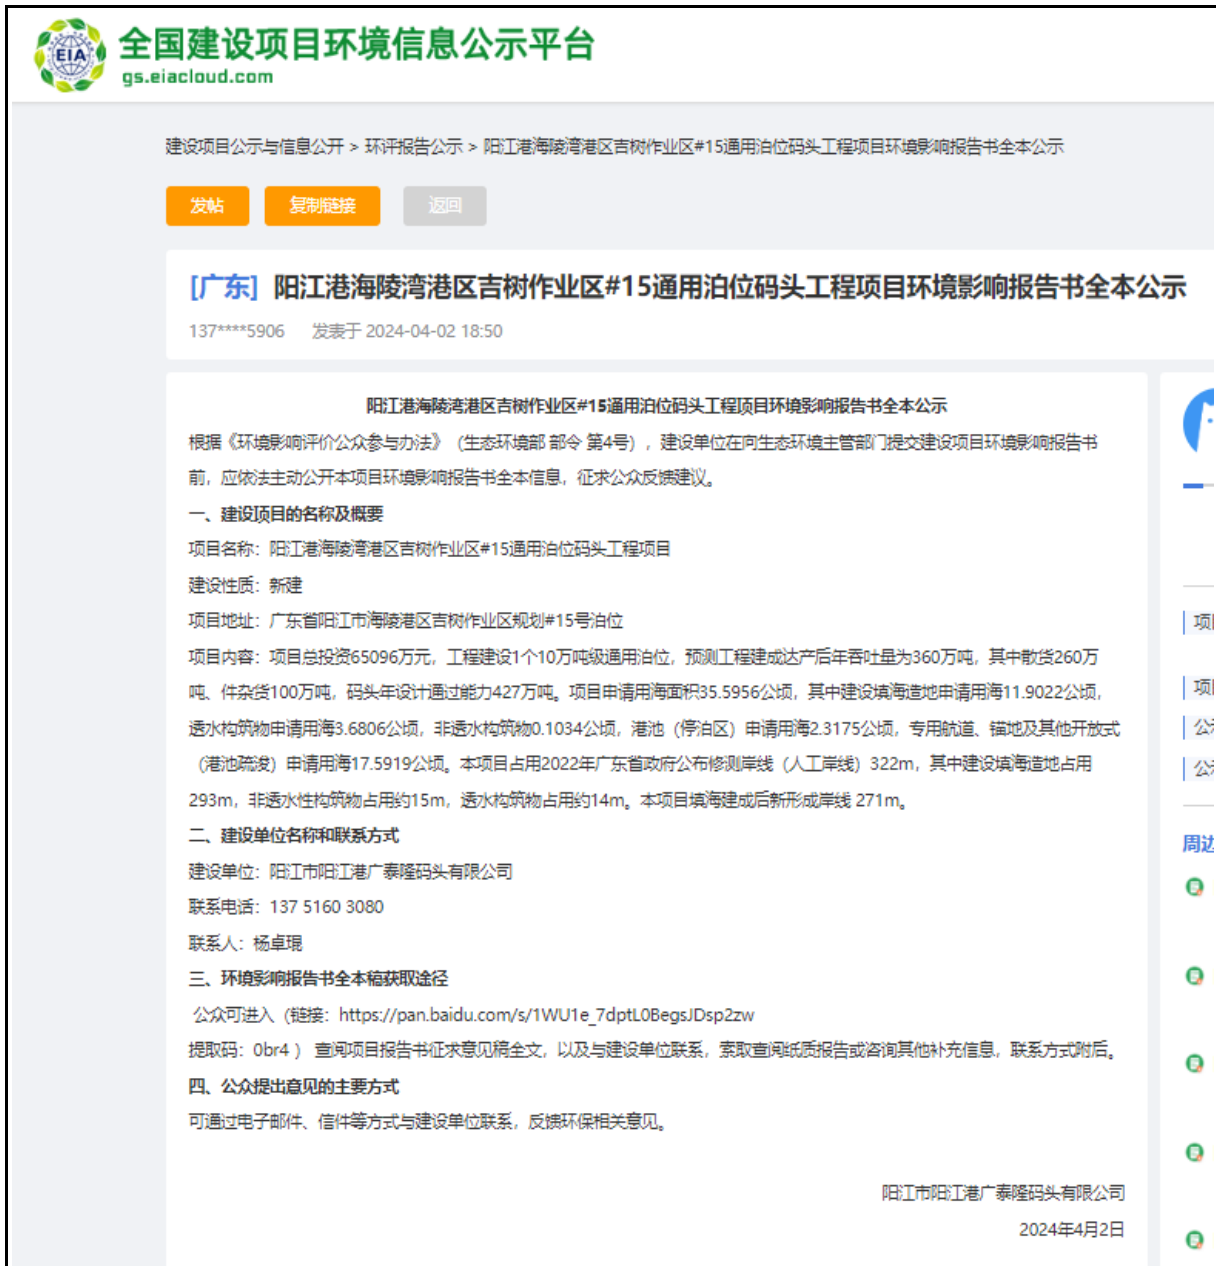 EIA
全国建设项目环境信息公示平台
gs.eiacloud.com
建设项目公示与信息公开 > 环评报告公示 > 阳江港海陵湾港区吉树作业区#15通用泊位码头工程项目环境影响报告书全本公示
发帖 复制链接 返回
[广东] 阳江港海陵湾港区吉树作业区#15通用泊位码头工程项目环境影响报告书全本公示
137****5906 发表于 2024-04-02 18:50
阳江港海陵湾港区吉树作业区#15通用泊位码头工程项目环境影响报告书全本公示
根据《环境影响评价公众参与办法》（生态环境部 部令 第4号），建设单位在向生态环境主管部门提交建设项目环境影响报告书
前，应依法主动公开本项目环境影响报告书全本信息，征求公众反馈建议。
一、建设项目的名称及概要
项目名称：阳江港海陵湾港区吉树作业区#15通用泊位码头工程项目
建设性质：新建
项目地址：广东省阳江市海陵港区吉树作业区规划#15号泊位
项目内容：项目总投资65096万元，工程建设1个10万吨级通用泊位，预测工程建成达产后年吞吐量为360万吨，其中散货260万
吨、件杂货100万吨，码头年设计通过能力427万吨。项目申请用海面积35.5956公顷，其中建设填海造地申请用海11.9022公顷，
透水构筑物申请用海3.6806公顷，非透水构筑物0.1034公顷，港池（停泊区）申请用海2.3175公顷，专用航道、锚地及其他开放式
（港池疏浚）申请用海17.5919公顷。本项目占用2022年广东省政府公布修测岸线（人工岸线）322m，其中建设填海造地占用
293m，非透水性构筑物占用约15m，透水构筑物占用约14m。本项目填海建成后新形成岸线 271m。
二、建设单位名称和联系方式
建设单位：阳江市阳江港广泰隆码头有限公司
联系电话：137 5160 3080
联系人：杨卓琨
三、环境影响报告书全本稿获取途径
公众可进入（链接：https://pan.baidu.com/s/1WU1e_7dptL0BegsJDsp2zw
提取码：0br4 ） 查阅项目报告书征求意见稿全文，以及与建设单位联系，索取查阅纸质报告或咨询其他补充信息，联系方式附后。
四、公众提出意见的主要方式
可通过电子邮件、信件等方式与建设单位联系，反馈环保相关意见。
阳江市阳江港广泰隆码头有限公司
2024年4月2日
项
项
公
公
周边